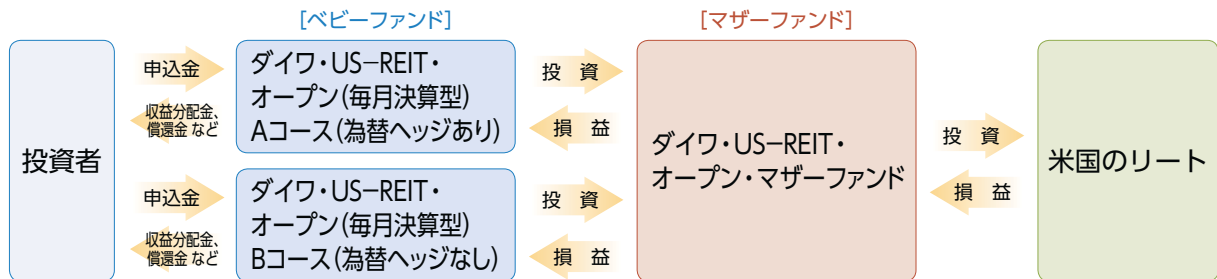 [ベビーファンド]
[マザーファンド]
投資者
申込金
収益分配金、
償還金 など
ダイワ・US−REIT・
オープン(毎月決算型)
Aコース(為替ヘッジあり)
投 資
損 益
申込金
収益分配金、
償還金 など
ダイワ・US−REIT・
オープン(毎月決算型)
Bコース(為替ヘッジなし)
投 資
損 益
ダイワ・US−REIT・
オープン・マザーファンド
投 資
損 益
米国のリート